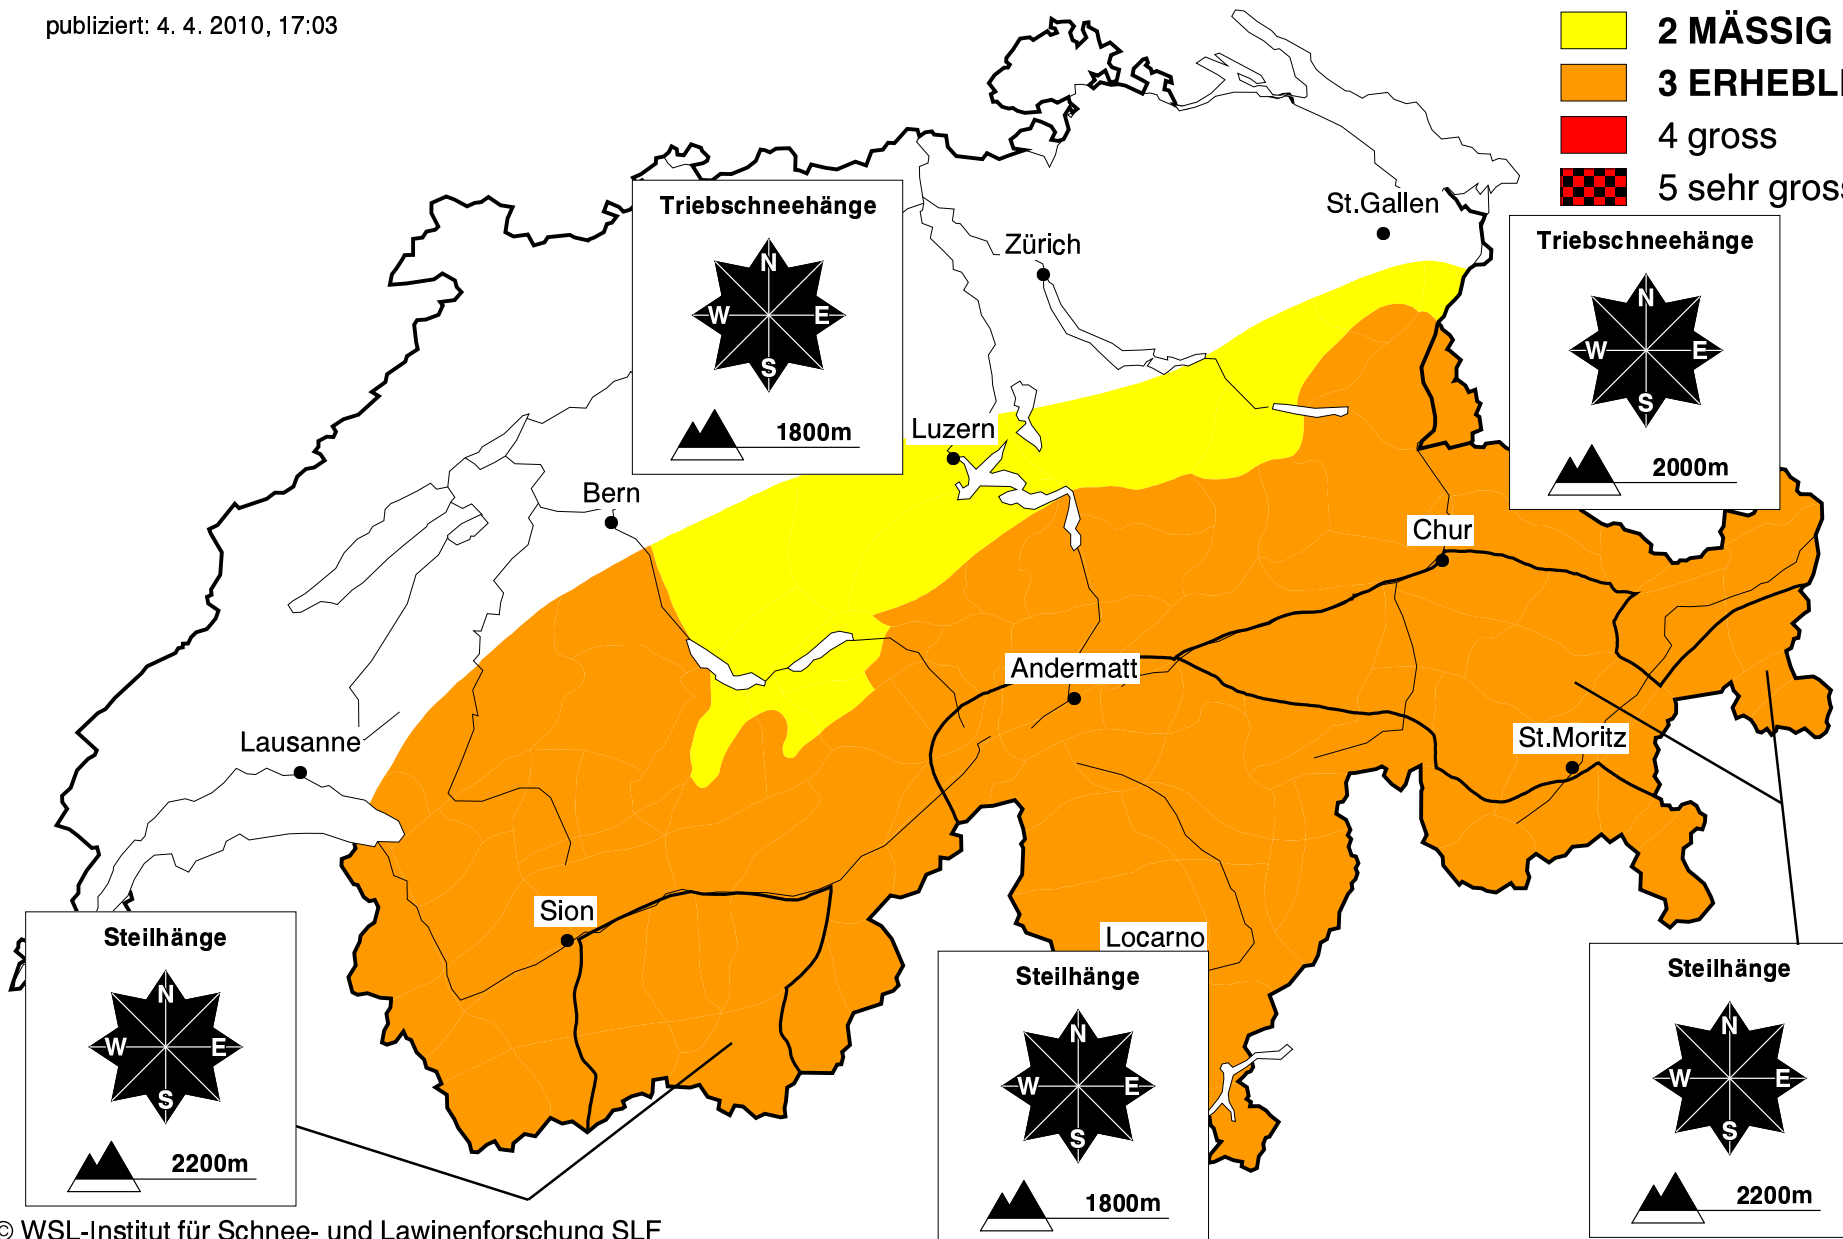 publiziert: 4. 4. 2010, 17:03
2 MÄSSIG
3 ERHEBLI
4 gross
5 sehr gross
Triebschneehänge
N
W E
S
1800m
St.Gallen
Zürich
Triebschneehänge
N
W E
S
2000m
Luzern
Bern
Chur
Andermatt
Lausanne
St.Moritz
Sion
Locarno
Steilhänge
N
W E
S
2200m
Steilhänge
N
W E
S
1800m
Steilhänge
N
W E
S
2200m
© WSL-Institut für Schnee- und Lawinenforschung SLF